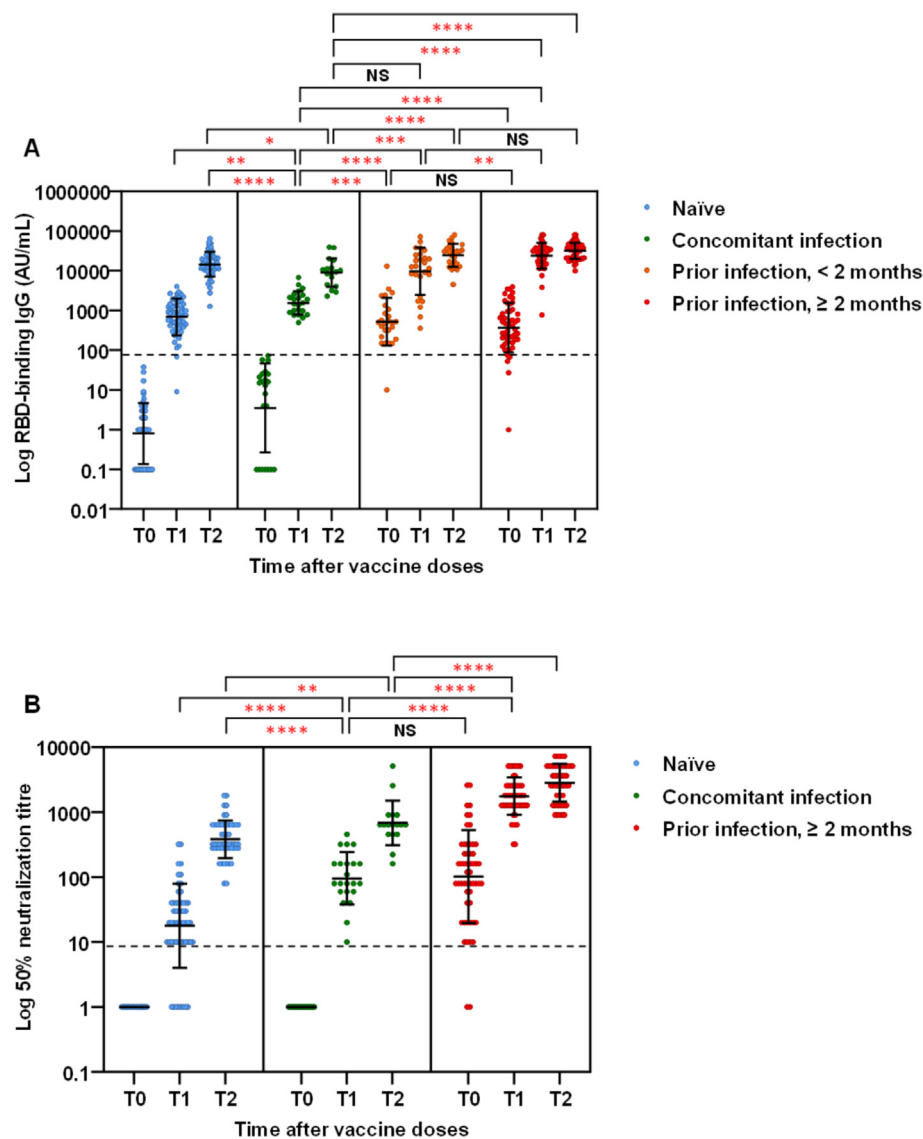 ****
****
NS
****
****
* *** NS
A
** **** **
**** *** NS
1000000
100000
10000
1000
100
10
1
0.1
0.01
Log RBD-binding IgG (AU/mL)
T0 T1 T2 T0 T1 T2 T0 T1 T2 T0 T1 T2
Time after vaccine doses
Naïve
Concomitant infection
Prior infection, < 2 months
Prior infection, ≥ 2 months
****
** ****
B
**** ****
**** NS
10000
1000
100
10
1
0.1
Log 50% neutralization titre
T0 T1 T2 T0 T1 T2 T0 T1 T2
Time after vaccine doses
Naïve
Concomitant infection
Prior infection, ≥ 2 months